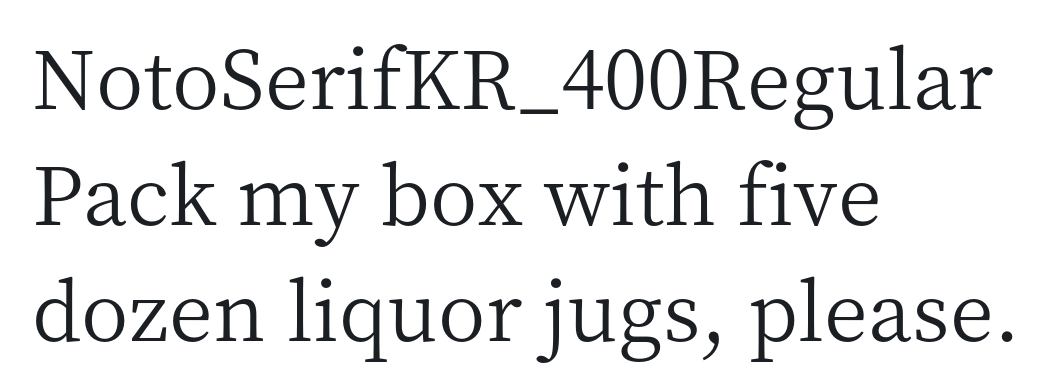 NotoSerifKR_400Regular
Pack my box with five
dozen liquor jugs, please.